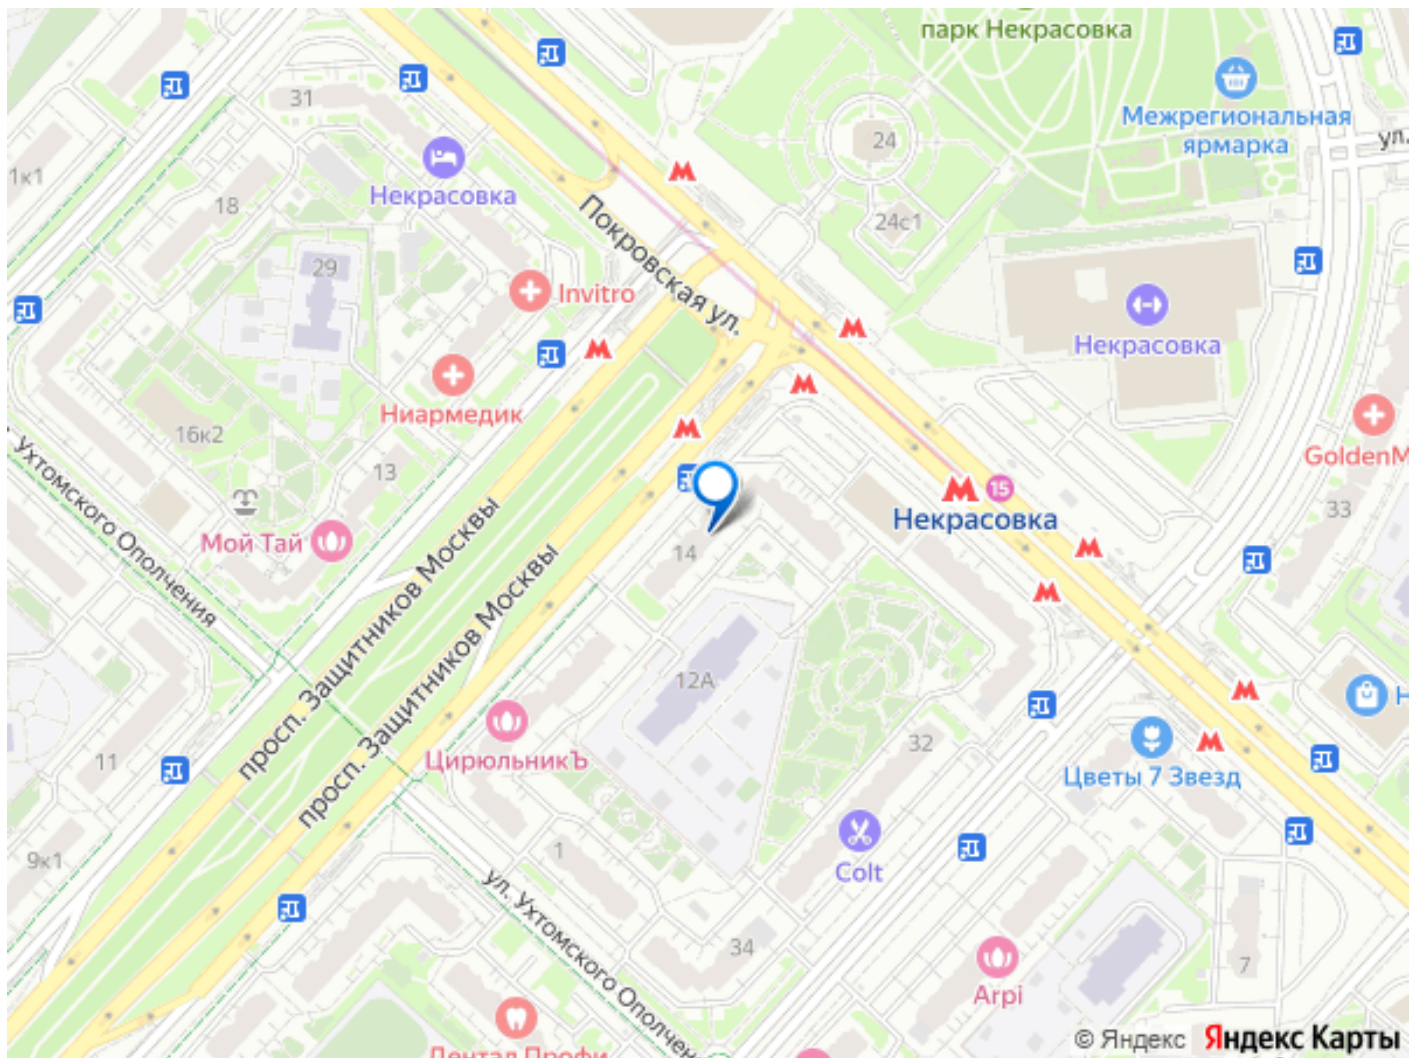 парк Некрасовка
Межрегиональная
ярмарка
ул.
31
24
1к1
Некрасовка
18
24с1
Покровская ул.
29
Invitro
Некрасовка
Ниармедик
16к2
GoldenM
13
15
Некрасовка
33
Ухтомского Ополчения
Мой Тай
14
просп. Защитников Москвы
просп. Защитников Москвы
12А
Н
32
11
ЦирюльникЪ
Цветы 7 Звезд
1
9к1
Colt
ул. Ухтомского Ополчен
34
7
Arpi
Дентал Профи
© Яндекс Яндекс Карты